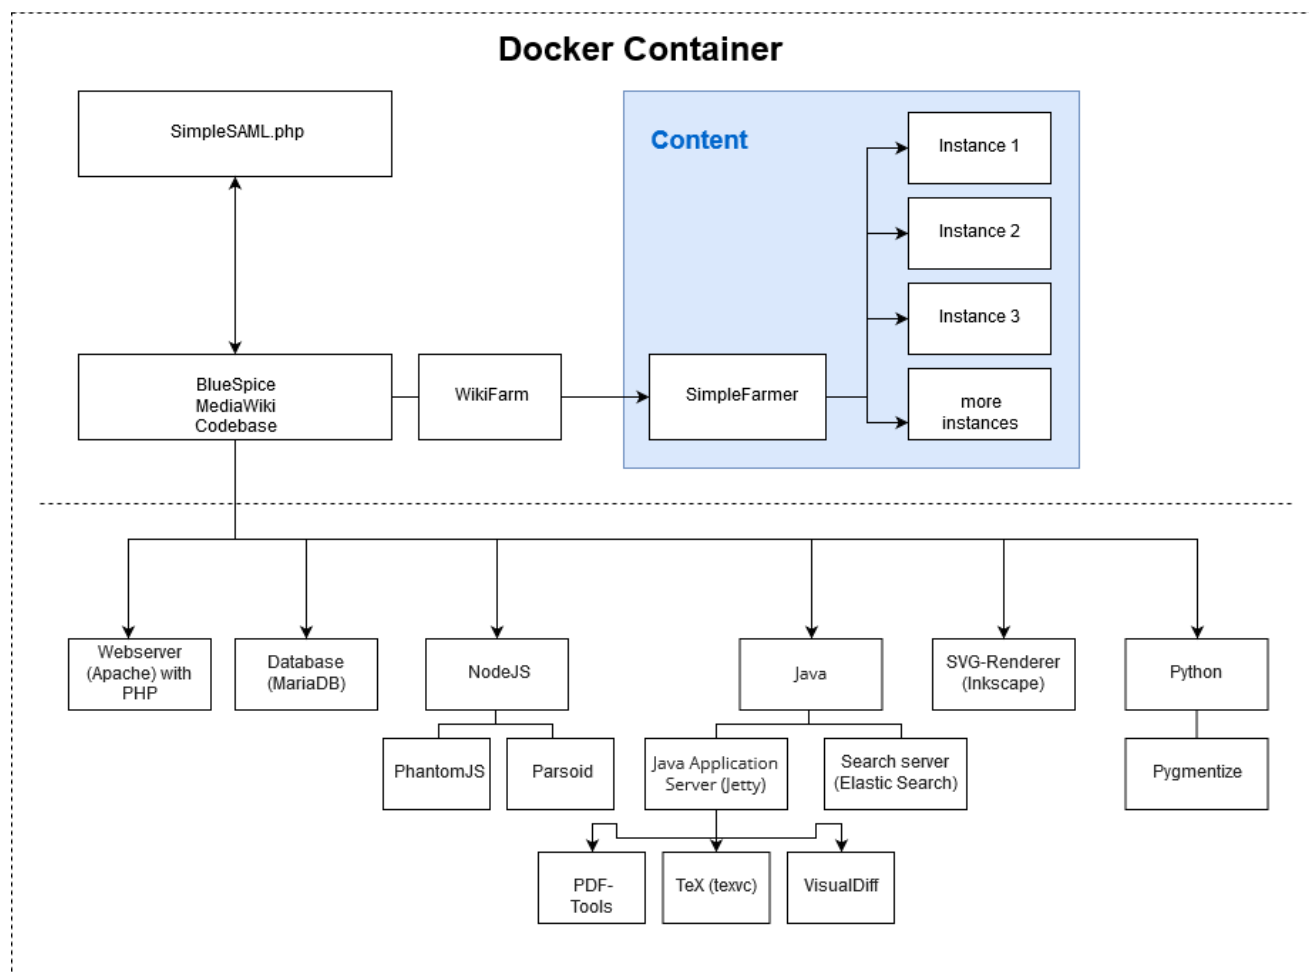 Docker Container
SimpleSAML.php
Content
Instance 1
Instance 2
Instance 3
more
instances
BlueSpice
MediaWiki
Codebase
WikiFarm
SimpleFarmer
Webserver
(Apache) with
PHP
Database
(MariaDB)
NodeJS
Java
SVG-Renderer
(Inkscape)
Python
PhantomJS
Parsoid
Java Application
Server (Jetty)
Search server
(Elastic Search)
Pygmentize
PDF-
Tools
TeX (texvc)
VisualDiff